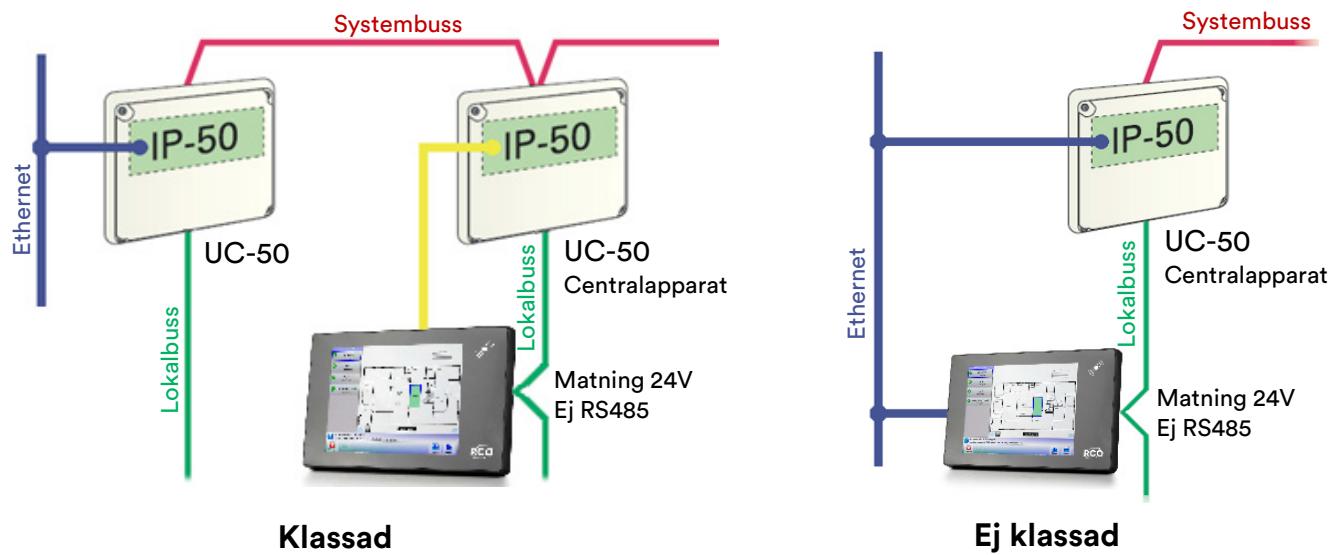 Systembuss
IP-50
Ethernet
UC-50
Lokalbuss
IP-50
UC-50
Centralapparat
Lokalbuss
Matning 24V
Ej RS485
RCO
Klassad
Systembuss
IP-50
Ethernet
UC-50
Centralapparat
Lokalbuss
Matning 24V
Ej RS485
RCO
Ej klassad